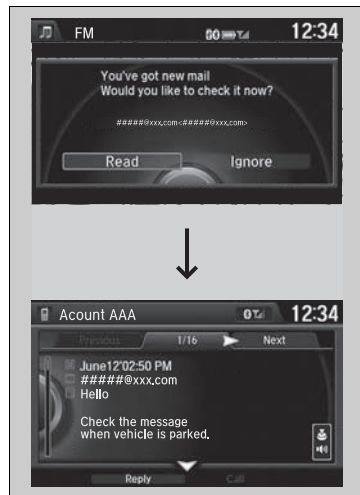 FM 12:34
You've got new mail
Would you like to check it now?
#####@xxx.com<#####@xxx.com>
Read Ignore
Acount AAA 12:34
Previous 1/16 Next
June12'02:50 PM
#####@xxx.com
Hello
Check the message
when vehicle is parked.
Reply Call